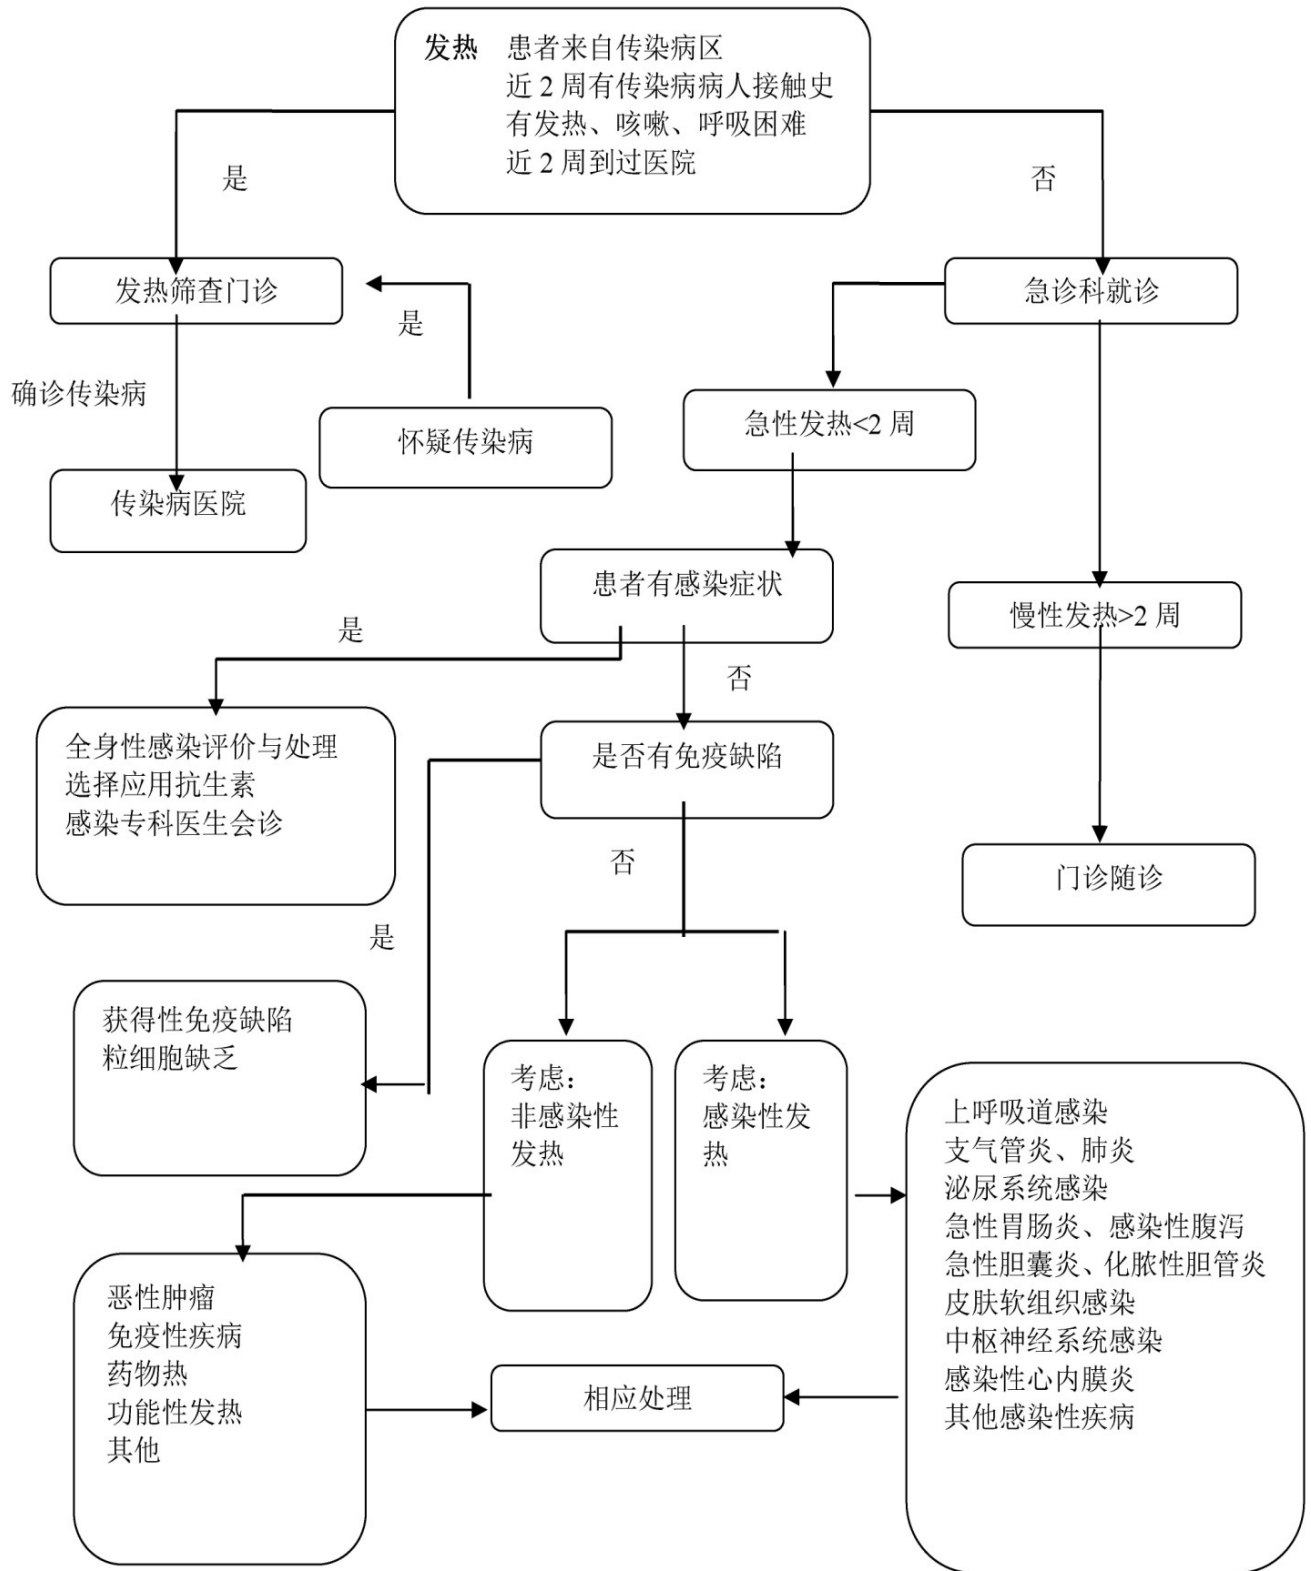 发热 患者来自传染病区
近 2 周有传染病病人接触史
有发热、咳嗽、呼吸困难
近 2 周到过医院
是
否
发热筛查门诊
急诊科就诊
是
确诊传染病
怀疑传染病
急性发热<2 周
传染病医院
患者有感染症状
慢性发热>2 周
是
否
全身性感染评价与处理
选择应用抗生素
感染专科医生会诊
是否有免疫缺陷
否
门诊随诊
是
获得性免疫缺陷
粒细胞缺乏
考虑：
非感染性
发热
考虑：
感染性发
热
上呼吸道感染
支气管炎、肺炎
泌尿系统感染
急性胃肠炎、感染性腹泻
急性胆囊炎、化脓性胆管炎
皮肤软组织感染
中枢神经系统感染
感染性心内膜炎
其他感染性疾病
恶性肿瘤
免疫性疾病
药物热
功能性发热
其他
相应处理